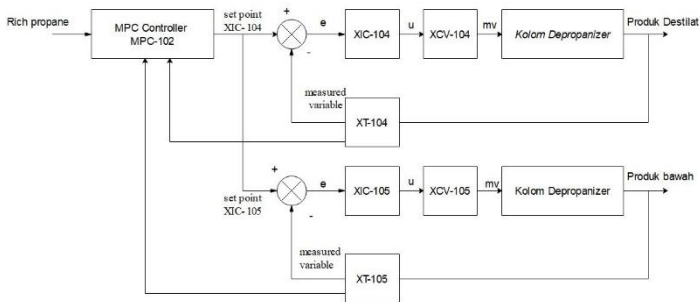 Rich propane
MPC Controller
MPC-102
set point
XIC-104
+
-
e
XIC-104
u
XCV-104
mv
Kolom Depropanizer
Produk Destilat
measured
variable
XT-104
+
set point
XIC-105
-
e
XIC-105
u
XCV-105
mv
Kolom Depropanizer
Produk bawah
measured
variable
XT-105